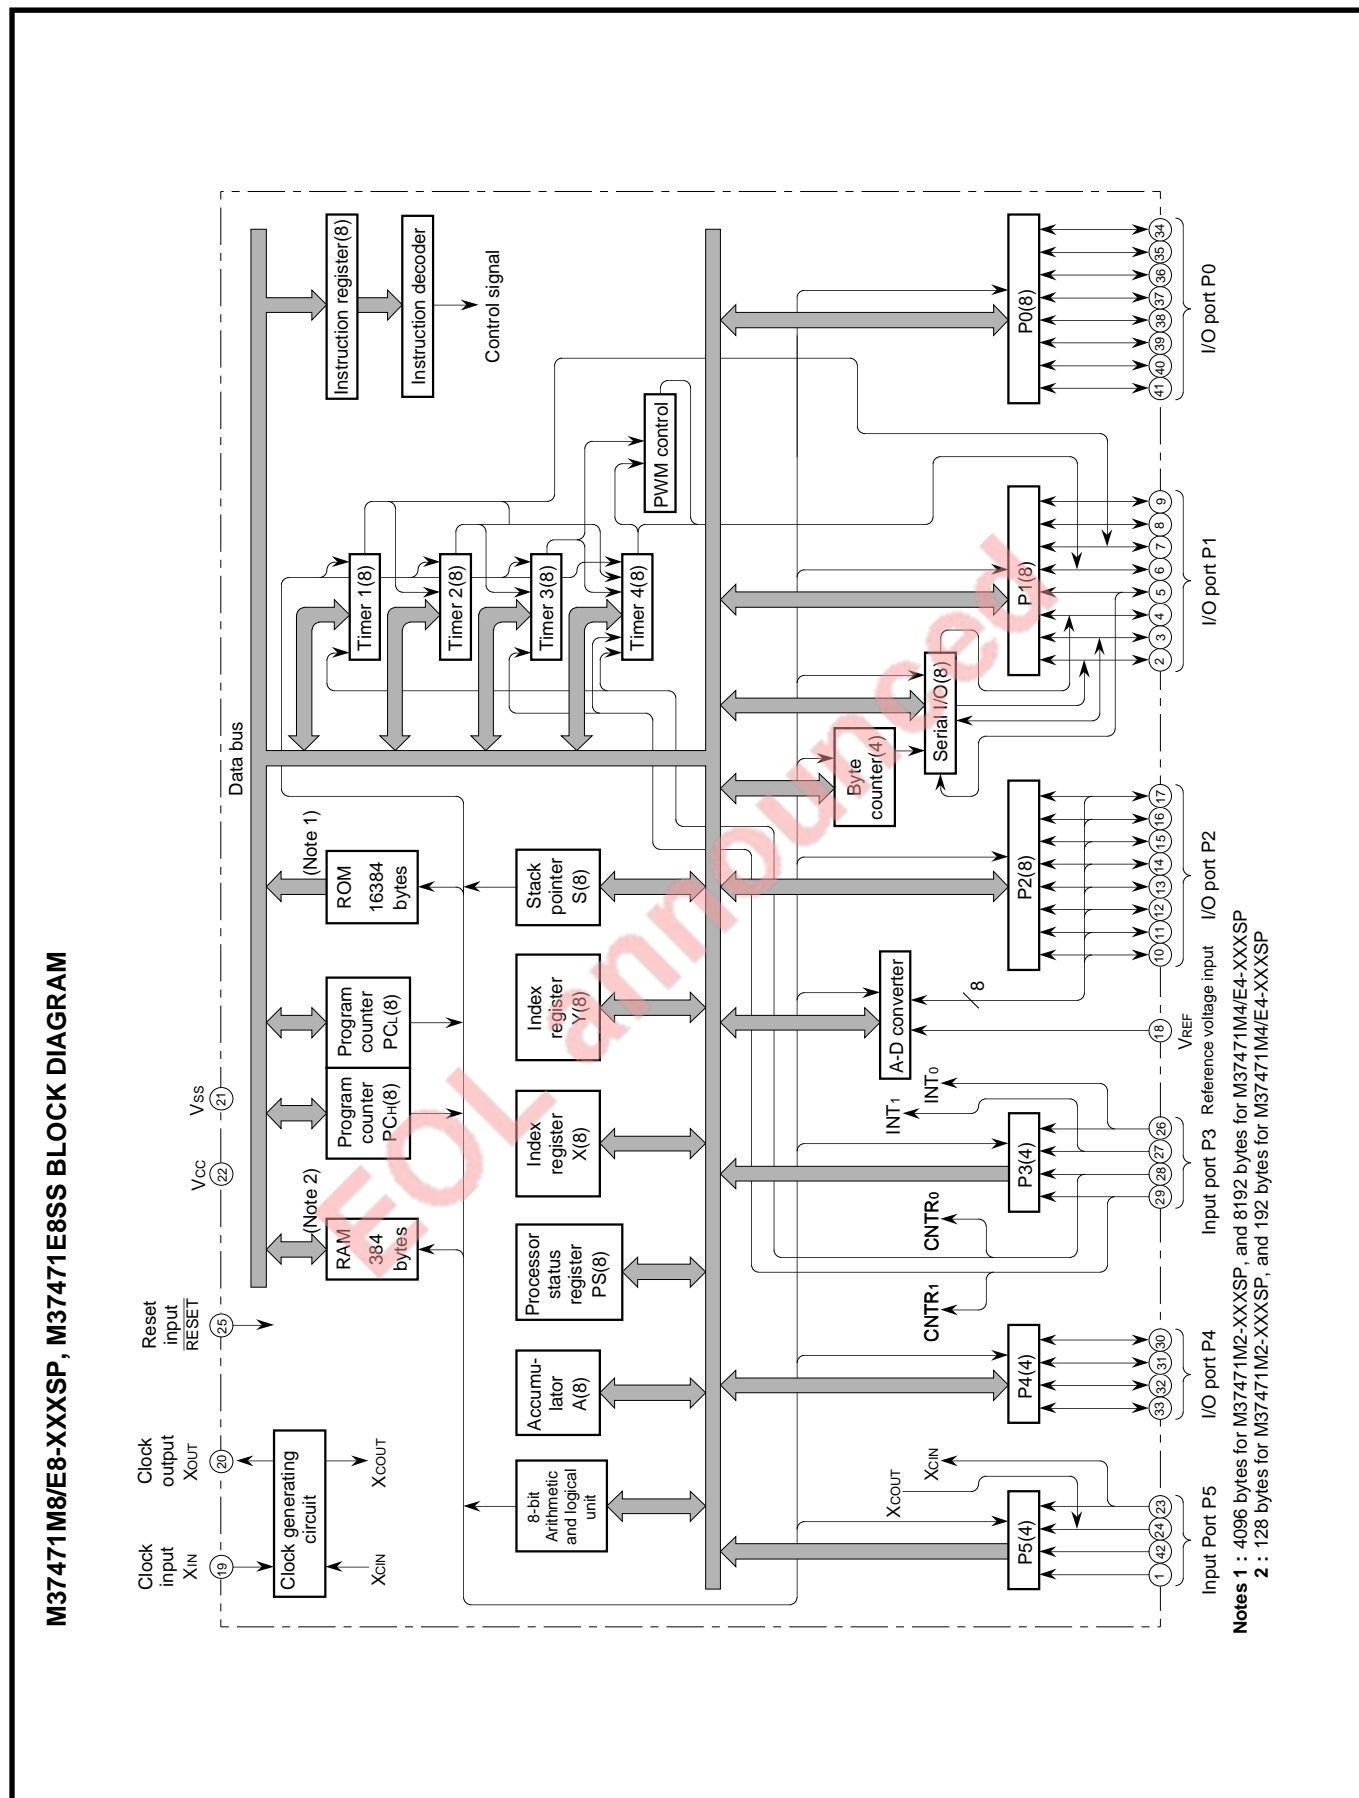 M37471M8/E8-XXXSP, M37471E8SS BLOCK DIAGRAM
Clock input
XIN
19
Clock output
XOUT
20
Reset input
RESET
25
VCC
22
VSS
21
Data bus
Clock generating circuit
XCIN
XCOUT
RAM
384
bytes
(Note 2)
Program
counter
PCH(8)
Program
counter
PCL(8)
ROM
16384
bytes
(Note 1)
Timer 1(8)
Timer 2(8)
Timer 3(8)
Timer 4(8)
Instruction register(8)
Instruction decoder
Control signal
PWM control
8-bit
Arithmetic
and logical
unit
Accumu-
lator
A(8)
Processor
status
register
PS(8)
Index
register
X(8)
Index
register
Y(8)
Stack
pointer
S(8)
Byte
counter(4)
Serial I/O(8)
A-D converter
8
XCOUT
XCIN
CNTR1
CNTR0
INT1
INT0
P5(4)
P4(4)
P3(4)
P2(8)
P1(8)
P0(8)
1 42 24 23
33 32 31 30
29 28 27 26
18
10 11 12 13 14 15 16 17
2 3 4 5 6 7 8 9
41 40 39 38 37 36 35 34
VREF
Input Port P5
I/O port P4
Input port P3
Reference voltage input
I/O port P2
I/O port P1
I/O port P0
Notes 1 : 4096 bytes for M37471M2-XXXSP, and 8192 bytes for M37471M4/E4-XXXSP
2 : 128 bytes for M37471M2-XXXSP, and 192 bytes for M37471M4/E4-XXXSP
EOL announced